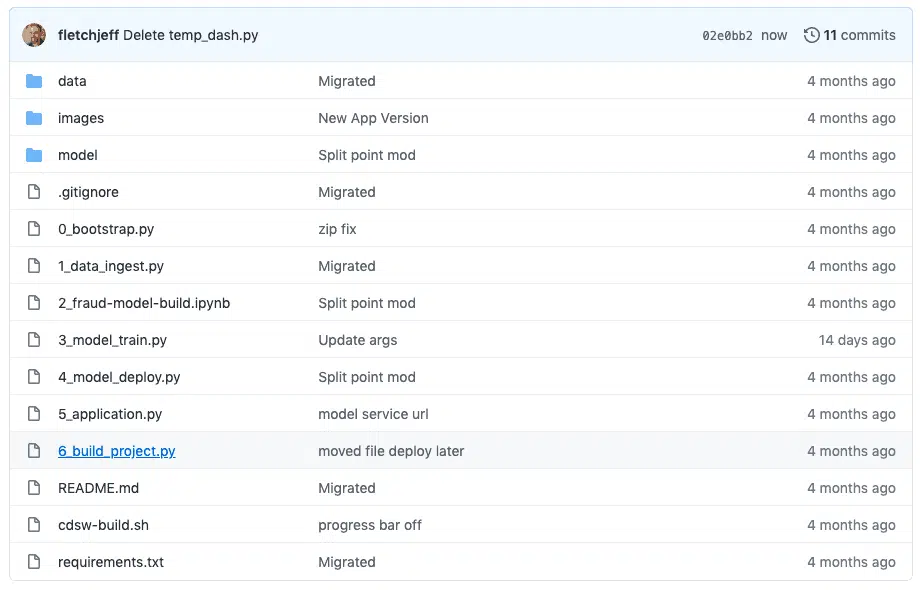 fletchjeff Delete temp_dash.py 02e0bb2 now 11 commits
data Migrated 4 months ago
images New App Version 4 months ago
model Split point mod 4 months ago
.gitignore Migrated 4 months ago
0_bootstrap.py zip fix 4 months ago
1_data_ingest.py Migrated 4 months ago
2_fraud-model-build.ipynb Split point mod 4 months ago
3_model_train.py Update args 14 days ago
4_model_deploy.py Split point mod 4 months ago
5_application.py model service url 4 months ago
6_build_project.py moved file deploy later 4 months ago
README.md Migrated 4 months ago
cdsw-build.sh progress bar off 4 months ago
requirements.txt Migrated 4 months ago